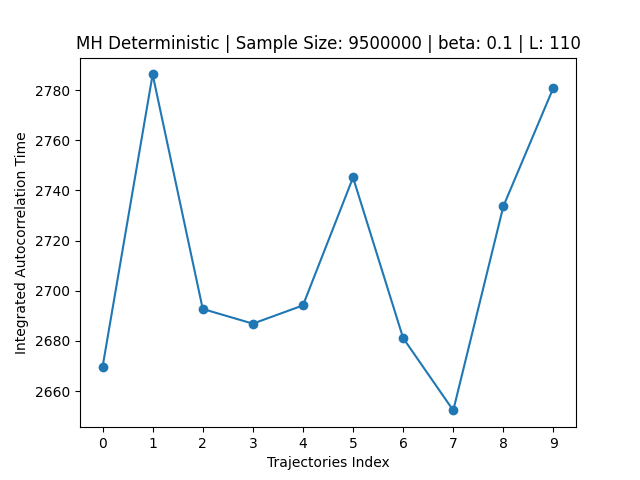 MH Deterministic | Sample Size: 9500000 | beta: 0.1 | L: 110
Integrated Autocorrelation Time
2780
2760
2740
2720
2700
2680
2660
0 1 2 3 4 5 6 7 8 9
Trajectories Index